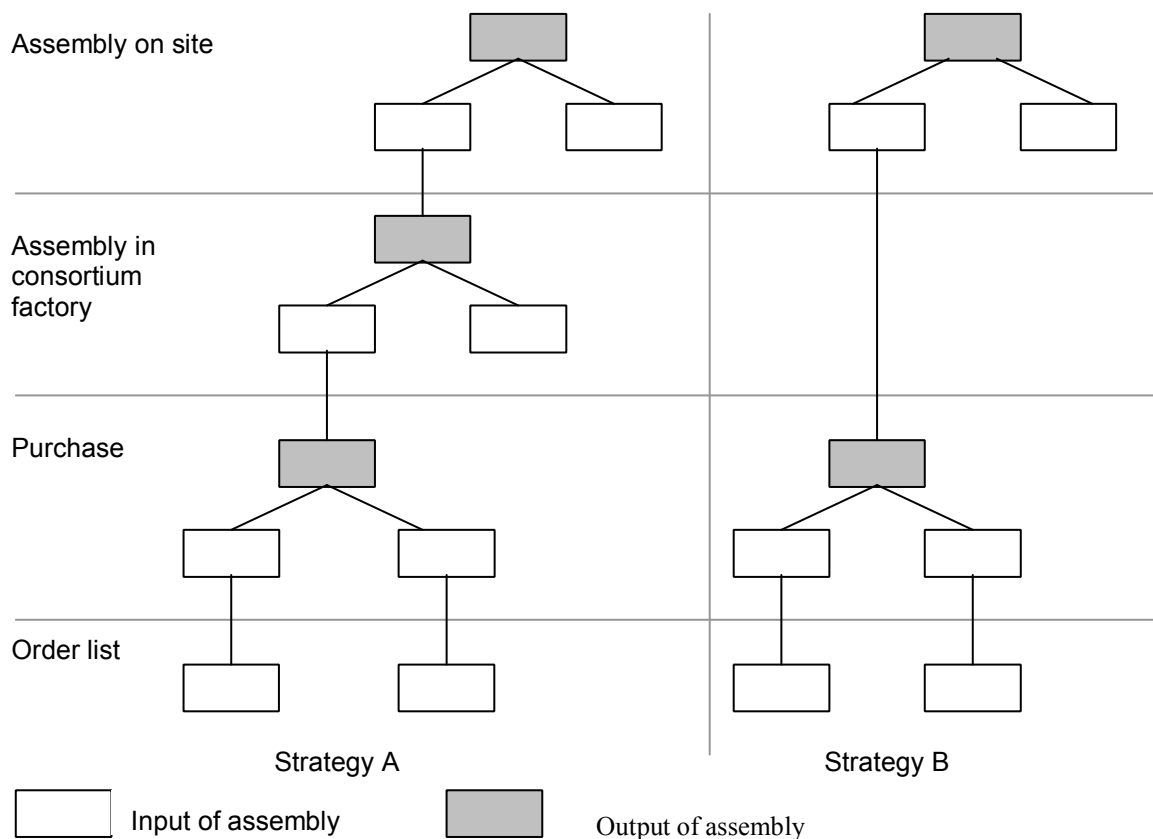 Assembly on site
Assembly in
consortium
factory
Purchase
Order list
Strategy A
Strategy B
Input of assembly
Output of assembly